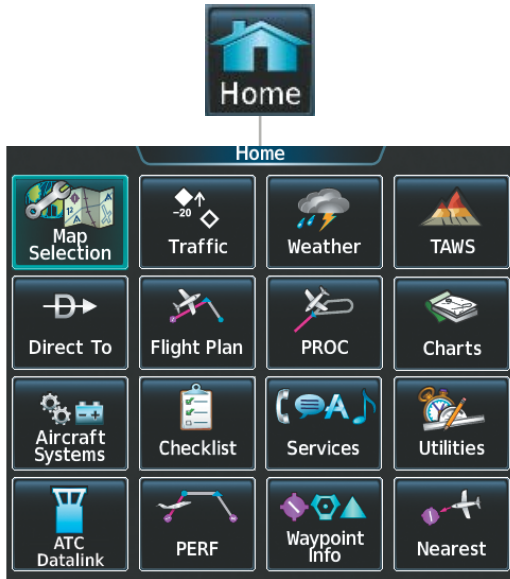 Home
Home
Map
Selection
-20
Traffic
Weather
TAWS
Direct To
Flight Plan
PROC
Charts
Aircraft
Systems
Checklist
Services
Utilities
ATC
Datalink
PERF
Waypoint
Info
Nearest